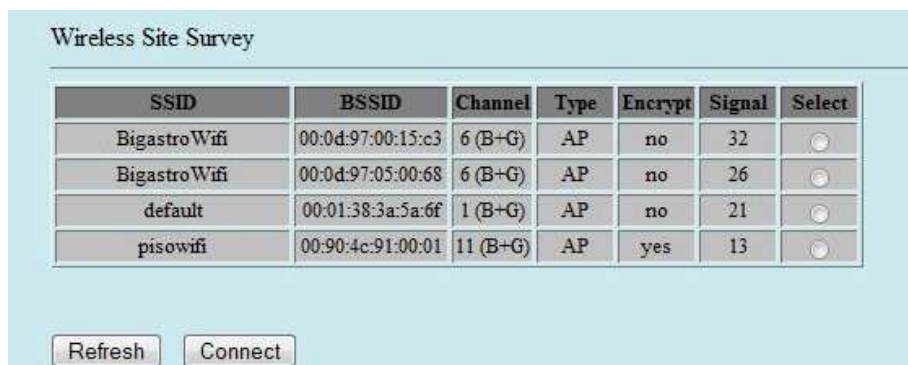 Wireless Site Survey
SSID BSSID Channel Type Encrypt Signal Select
BigastroWifi 00:0d:97:00:15:c3 6 (B+G) AP no 32
BigastroWifi 00:0d:97:05:00:68 6 (B+G) AP no 26
default 00:01:38:3a:5a:6f 1 (B+G) AP no 21
pisowifi 00:90:4c:91:00:01 11 (B+G) AP yes 13
Refresh Connect